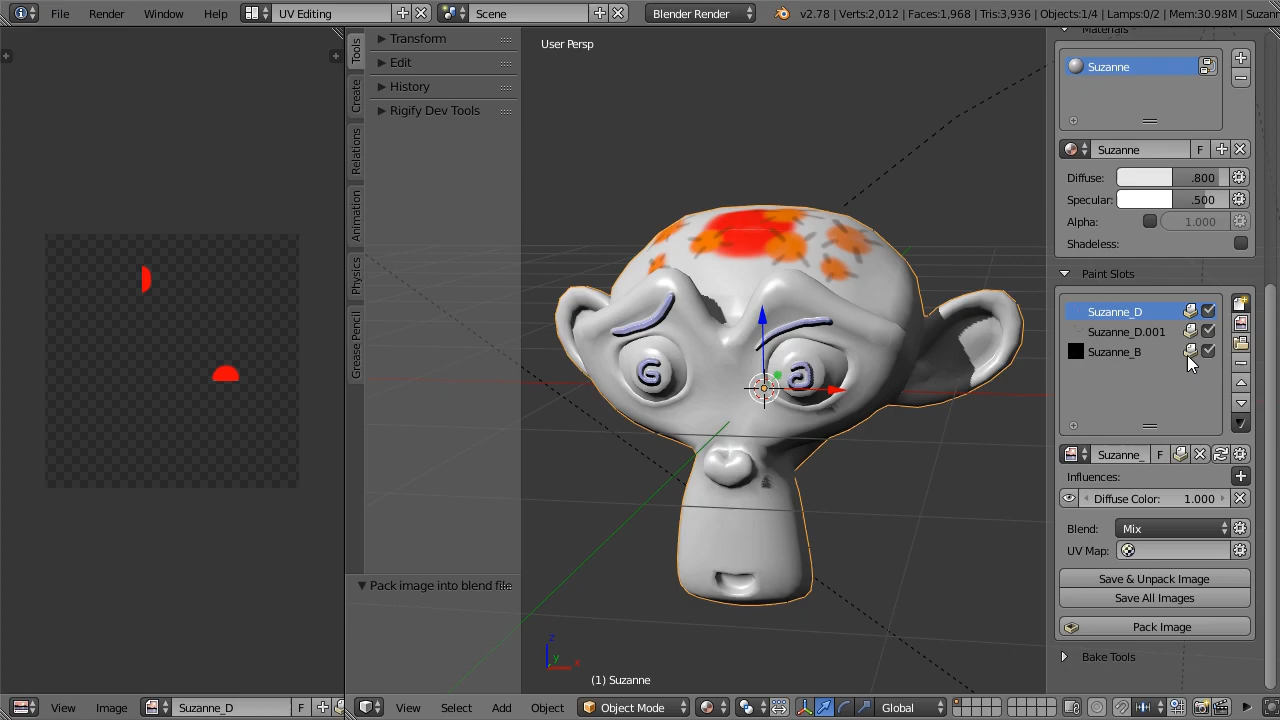 File Render Window Help UV Editing Scene Blender Render v2.78 | Verts:2,012 | Faces:1,968 | Tris:3,936 | Objects:1/4 | Lamps:0/2 | Mem:30.98M | Suzan
Tools
Create
Relations
Animation
Physics
Grease Pencil
Transform
Edit
History
Rigify Dev Tools
Pack image into blend file
User Persp
z
y
x
(1) Suzanne
Materials
Suzanne
Suzanne F
Diffuse: .800
Specular: .500
Alpha: 1.000
Shadeless:
Paint Slots
Suzanne_D
Suzanne_D.001
Suzanne_B
Suzanne_ F
Influences:
Diffuse Color: 1.000
Blend: Mix
UV Map:
Save & Unpack Image
Save All Images
Pack Image
Bake Tools
View Image Suzanne_D F
View Select Add Object Object Mode Global